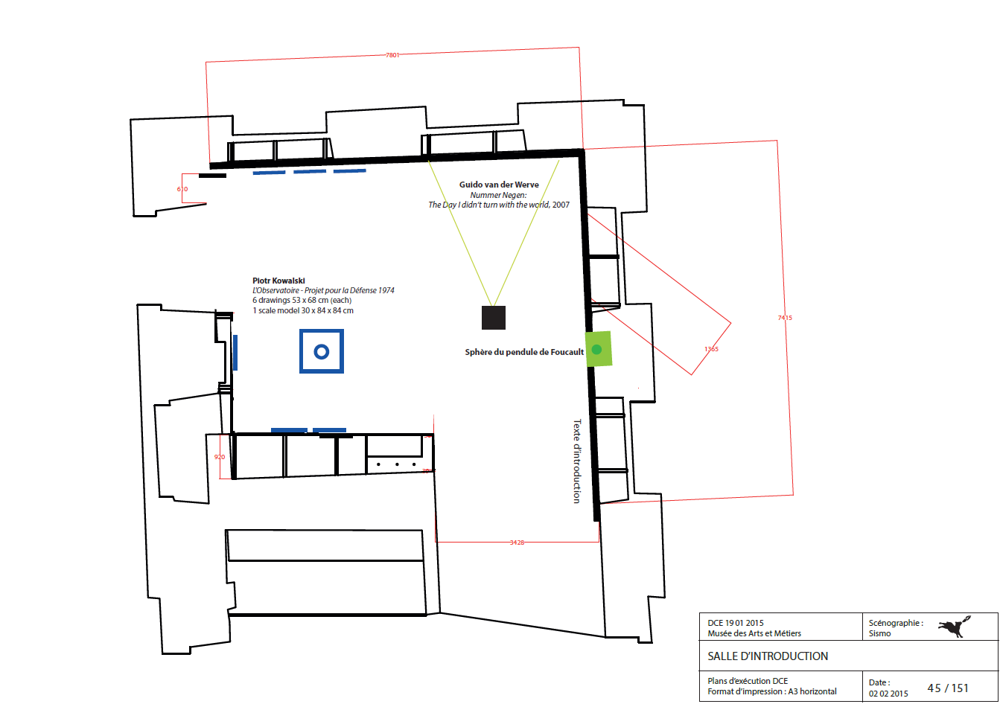 7801
610
Guido van der Werve
Nummer Negen:
The Day I didn't turn with the world, 2007
Piotr Kowalski
L'Observatoire - Projet pour la Défense 1974
6 drawings 53 x 68 cm (each)
1 scale model 30 x 84 x 84 cm
7415
1365
Sphère du pendule de Foucault
Texte d'introduction
920
30
3428
DCE 19 01 2015
Musée des Arts et Métiers
Scénographie :
Sismo
SALLE D'INTRODUCTION
Plans d'exécution DCE
Format d'impression : A3 horizontal
Date :
02 02 2015
45 / 151